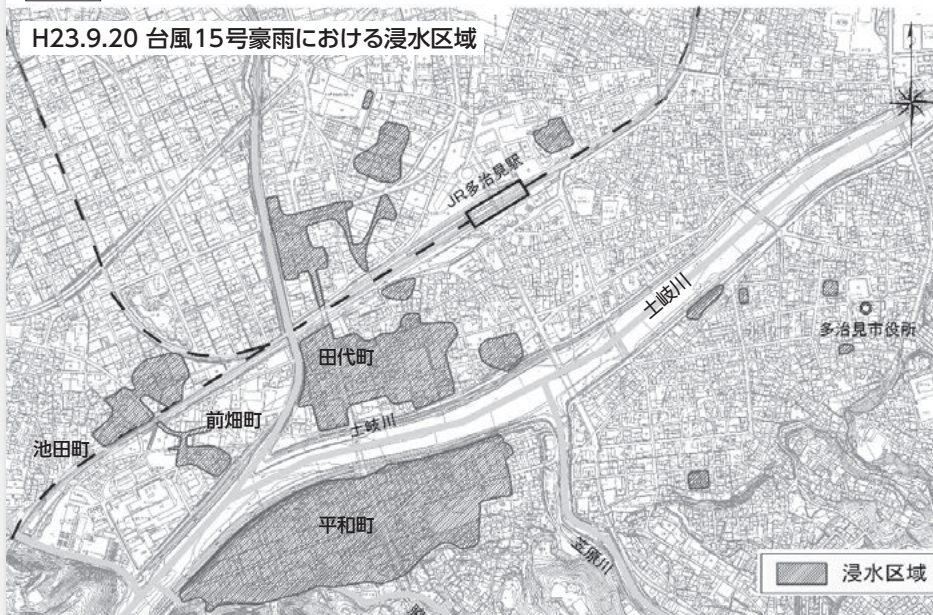 H23.9.20 台風15号豪雨における浸水区域
JR多治見駅
土岐川
多治見市役所
田代町
前畑町
土岐川
池田町
平和町
笠原川
浸水区域